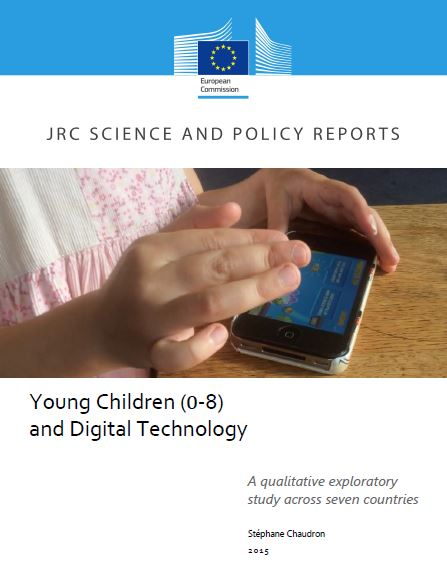 European
Commission
JRC SCIENCE AND POLICY REPORTS
Young Children (0-8)
and Digital Technology
A qualitative exploratory
study across seven countries
Stéphane Chaudron
2015